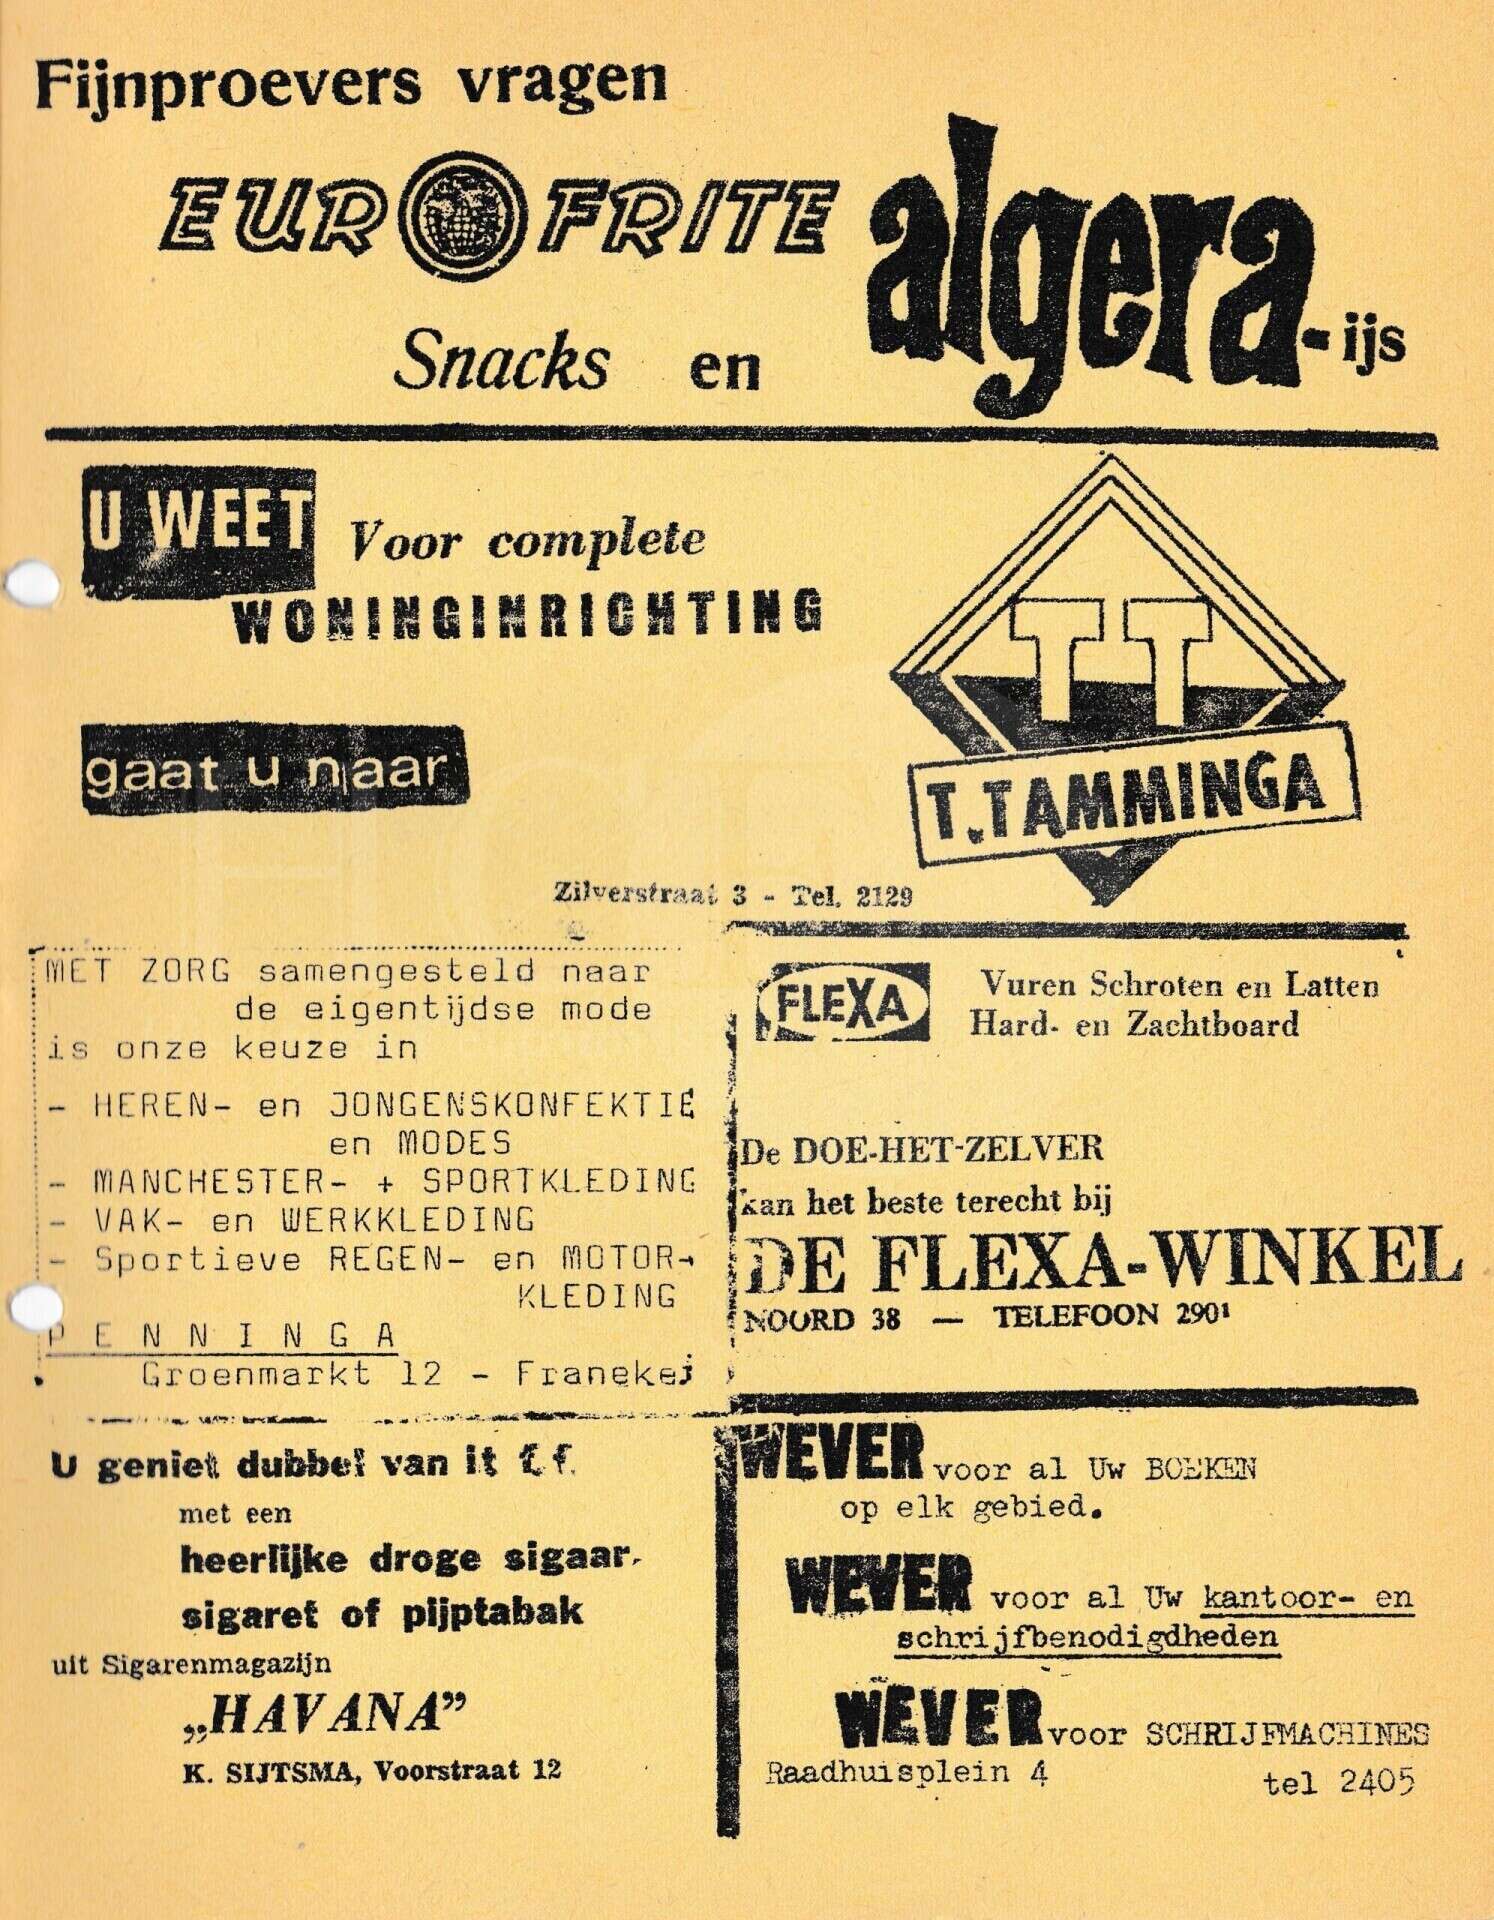 Fijnproevers vragen
EUROFRITE
Snacks en
algera-ijs
U WEET
Voor complete
WONINGINRICHTING
gaat u naar
TT
T. TAMMINGA
Zilverstraat 3 - Tel. 2129
MET ZORG samengesteld naar
de eigentijdse mode
is onze keuze in
- HEREN- en JONGENSKONFEKTIE
en MODES
- MANCHESTER- + SPORTKLEDING
- VAK- en WERKKLEDING
- Sportieve REGEN- en MOTOR-
KLEDING
PENNINGA
Groenmarkt 12 - Franeker
FLEXA
Vuren Schroten en Latten
Hard- en Zachtboard
De DOE-HET-ZELVER
kan het beste terecht bij
DE FLEXA-WINKEL
NOORD 38 — TELEFOON 2901
U geniet dubbel van it f.f.
met een
heerlijke droge sigaar,
sigaret of pijptabak
uit Sigarenmagazijn
„HAVANA”
K. SIJTSMA, Voorstraat 12
WEVER voor al Uw BOEKEN
op elk gebied.
WEVER voor al Uw kantoor- en
schrijfbenodigdheden
WEVER voor SCHRIJFMACHINES
Raadhuisplein 4 tel 2405